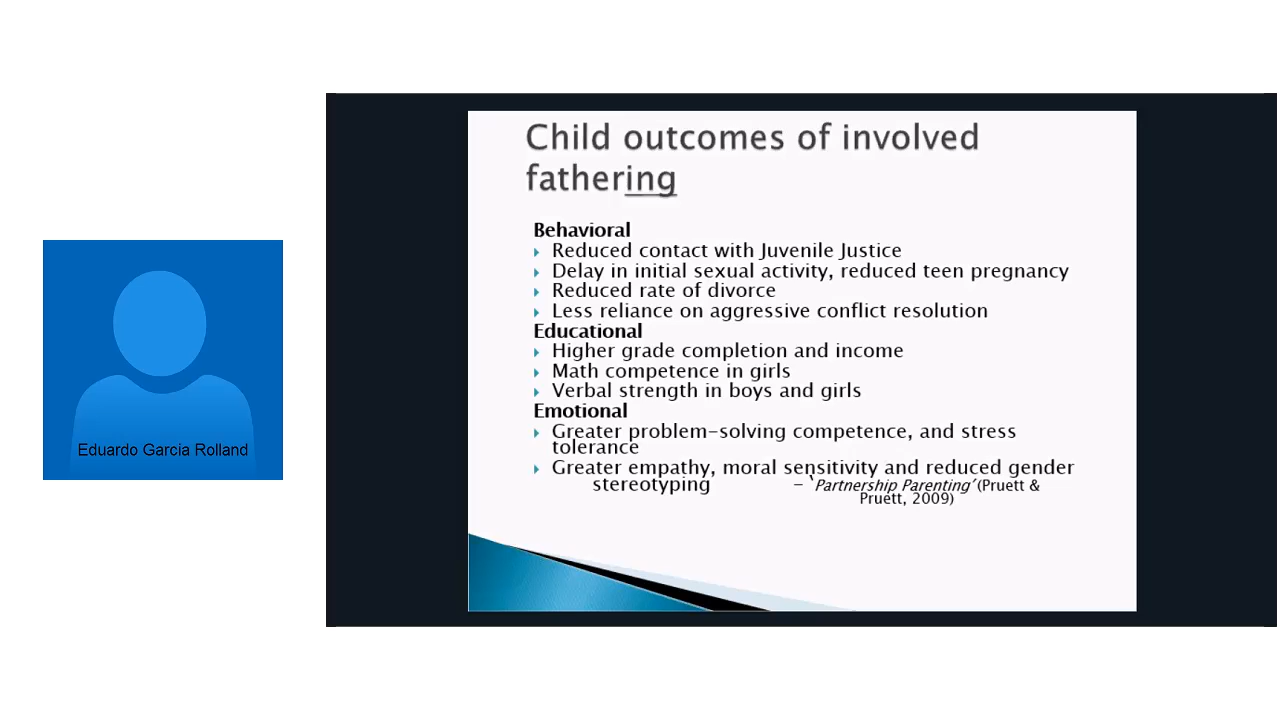 Child outcomes of involved
fathering
Behavioral
Reduced contact with Juvenile Justice
Delay in initial sexual activity, reduced teen pregnancy
Reduced rate of divorce
Less reliance on aggressive conflict resolution
Educational
Higher grade completion and income
Math competence in girls
Verbal strength in boys and girls
Emotional
Greater problem-solving competence, and stress
tolerance
Greater empathy, moral sensitivity and reduced gender
stereotyping – ‘Partnership Parenting’ (Pruett &
Pruett, 2009)
Eduardo Garcia Rolland